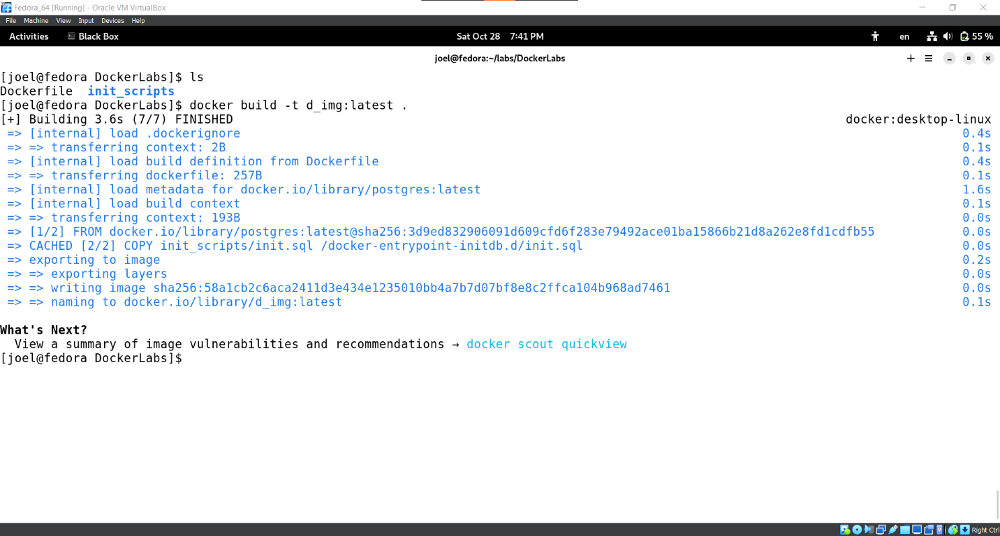 Fedora_64 [Running] - Oracle VM VirtualBox
File Machine View Input Devices Help
Activities Black Box Sat Oct 28 7:41 PM en 55 %
joel@fedora:~/labs/DockerLabs
[joel@fedora DockerLabs]$ ls
Dockerfile init_scripts
[joel@fedora DockerLabs]$ docker build -t d_img:latest .
[+] Building 3.6s (7/7) FINISHED docker:desktop-linux
=> [internal] load .dockerignore 0.4s
=> => transferring context: 2B 0.1s
=> [internal] load build definition from Dockerfile 0.4s
=> => transferring dockerfile: 257B 0.1s
=> [internal] load metadata for docker.io/library/postgres:latest 1.6s
=> [internal] load build context 0.1s
=> => transferring context: 193B 0.0s
=> [1/2] FROM docker.io/library/postgres:latest@sha256:3d9ed832906091d609cfd6f283e79492ace01ba15866b21d8a262e8fd1cdfb55 0.0s
=> CACHED [2/2] COPY init_scripts/init.sql /docker-entrypoint-initdb.d/init.sql 0.0s
=> exporting to image 0.2s
=> => exporting layers 0.0s
=> => writing image sha256:58a1cb2c6aca2411d3e434e1235010bb4a7b7d07bf8e8c2ffca104b968ad7461 0.0s
=> => naming to docker.io/library/d_img:latest 0.1s
What's Next?
View a summary of image vulnerabilities and recommendations → docker scout quickview
[joel@fedora DockerLabs]$
Right Ctrl